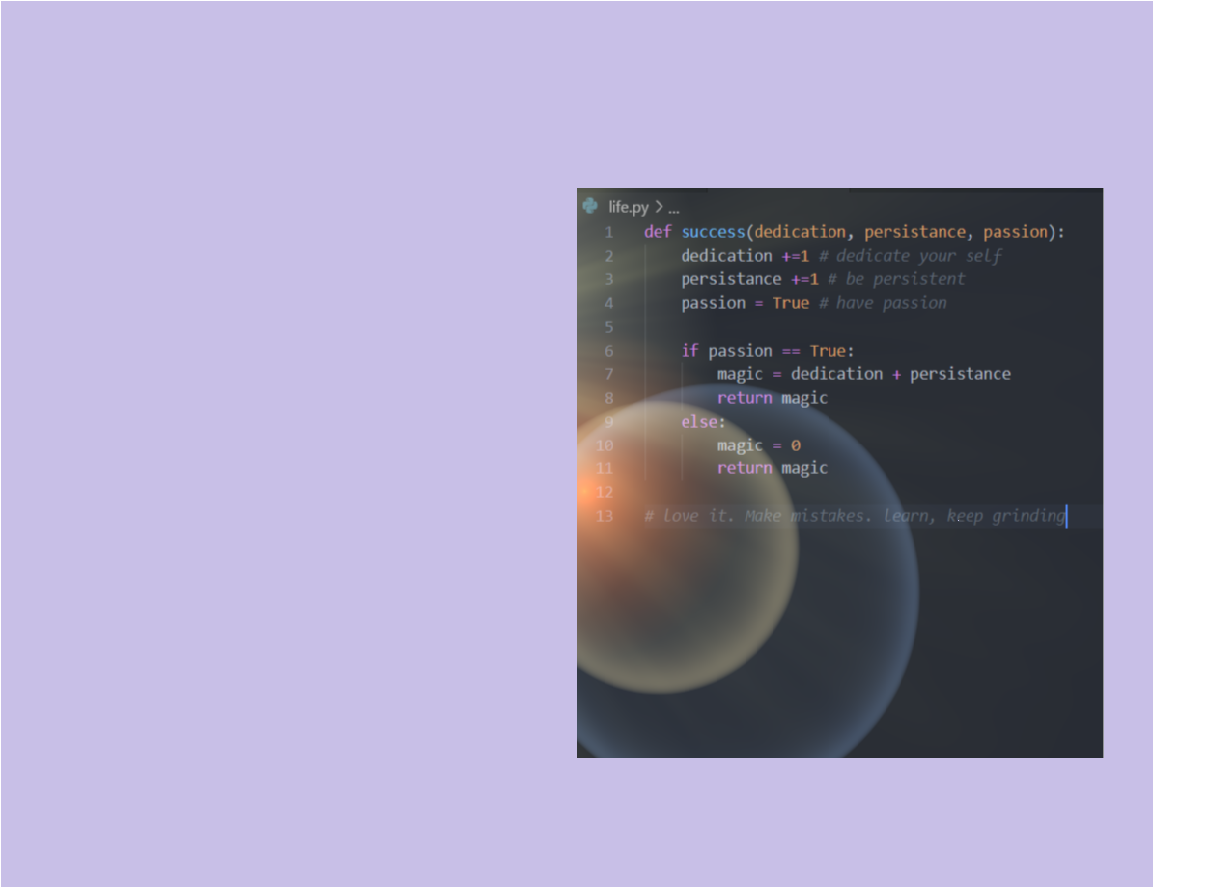 life.py > ...
1 def success(dedication, persistance, passion):
2 dedication +=1 # dedicate your self
3 persistance +=1 # be persistent
4 passion = True # have passion
5
6 if passion == True:
7 magic = dedication + persistance
8 return magic
9 else:
10 magic = 0
11 return magic
12
13 # love it. Make mistakes. learn, keep grinding